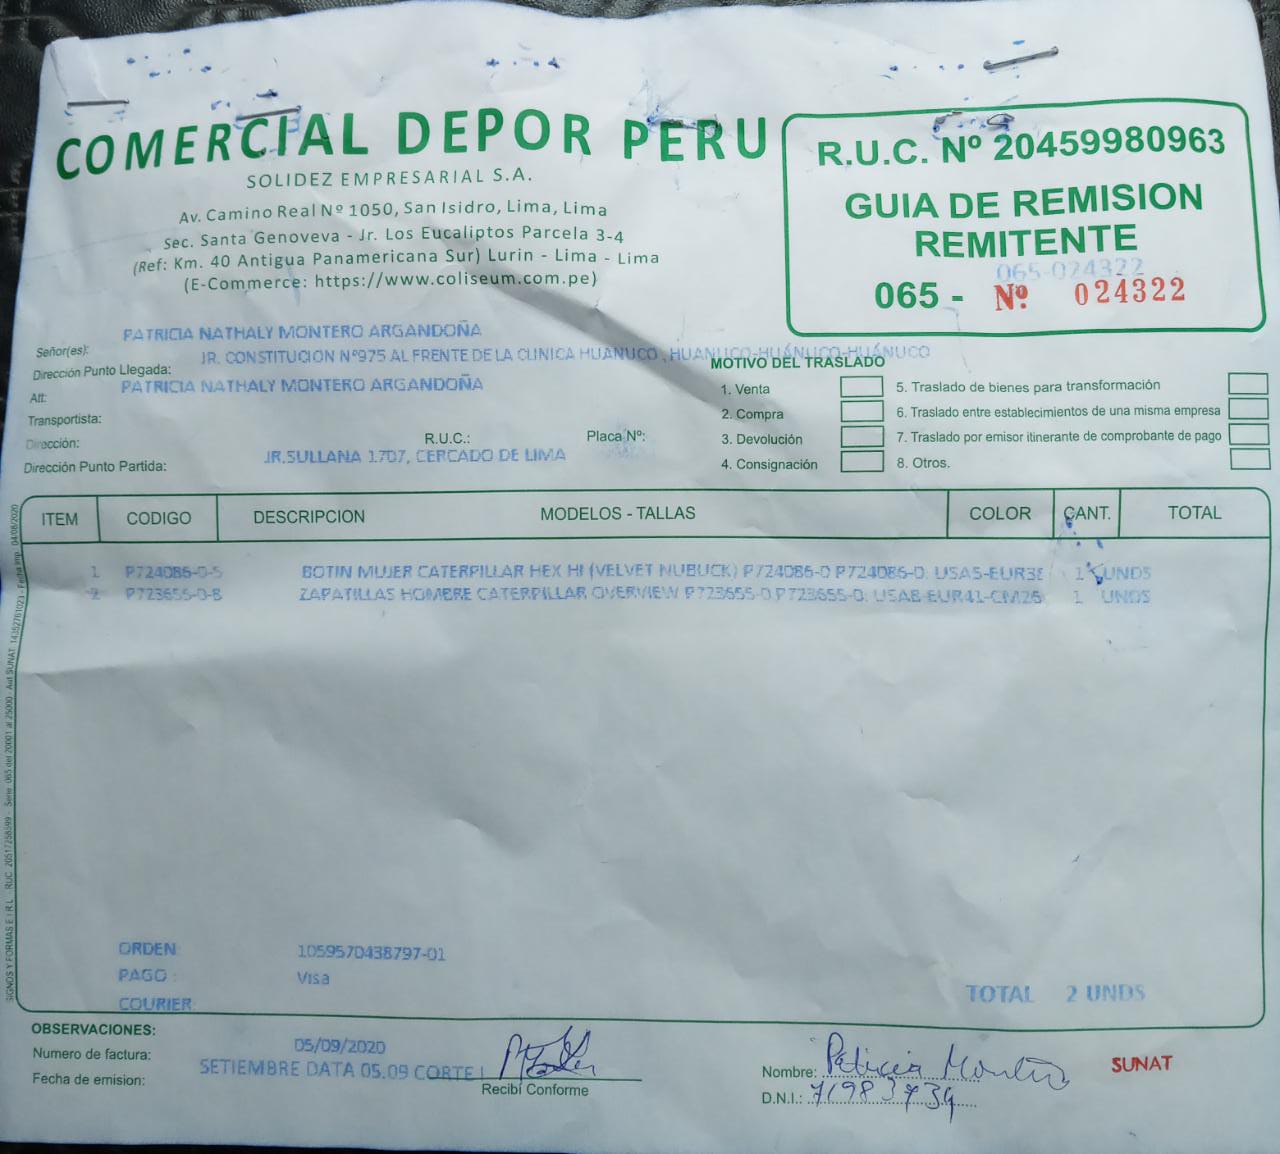 COMERCIAL DEPOR PERU
SOLIDEZ EMPRESARIAL S.A.
Av. Camino Real Nº 1050, San Isidro, Lima, Lima
Sec. Santa Genoveva - Jr. Los Eucaliptos Parcela 3-4
(Ref: Km. 40 Antigua Panamericana Sur) Lurin - Lima - Lima
(E-Commerce: https://www.coliseum.com.pe)
R.U.C. Nº 20459980963
GUIA DE REMISION
REMITENTE
065-024322
065 - Nº. 024322
PATRICIA NATHALY MONTERO ARGANDOÑA
Señor(es):
JR. CONSTITUCION Nº975 AL FRENTE DE LA CLINICA HUANUCO , HUANUCO-HUÁNUCO-HUÁNUCO
Dirección Punto Llegada:
PATRICIA NATHALY MONTERO ARGANDOÑA
Att:
Transportista:
Dirección: R.U.C.: Placa Nº:
JR.SULLANA 1707, CERCADO DE LIMA
Dirección Punto Partida:
MOTIVO DEL TRASLADO
1. Venta
2. Compra
3. Devolución
4. Consignación
5. Traslado de bienes para transformación
6. Traslado entre establecimientos de una misma empresa
7. Traslado por emisor itinerante de comprobante de pago
8. Otros.
ITEM CODIGO DESCRIPCION MODELOS - TALLAS COLOR CANT. TOTAL
1 P724086-0-5 BOTIN MUJER CATERPILLAR HEX HI (VELVET NUBUCK) P724086-0 P724086-0. USA5-EUR3 1 UNDS
2 P723655-0-8 ZAPATILLAS HOMBRE CATERPILLAR OVERVIEW P723655-0 P723655-0. USA8-EUR41-CM26 1 UNDS
ORDEN 1059570438797-01
PAGO : Visa
COURIER
TOTAL 2 UNDS
OBSERVACIONES:
05/09/2020
Numero de factura:
SETIEMBRE DATA 05.09 CORTE
Fecha de emision:
Recibí Conforme
Nombre: Patricia Montero
D.N.I.: 71983734
SUNAT